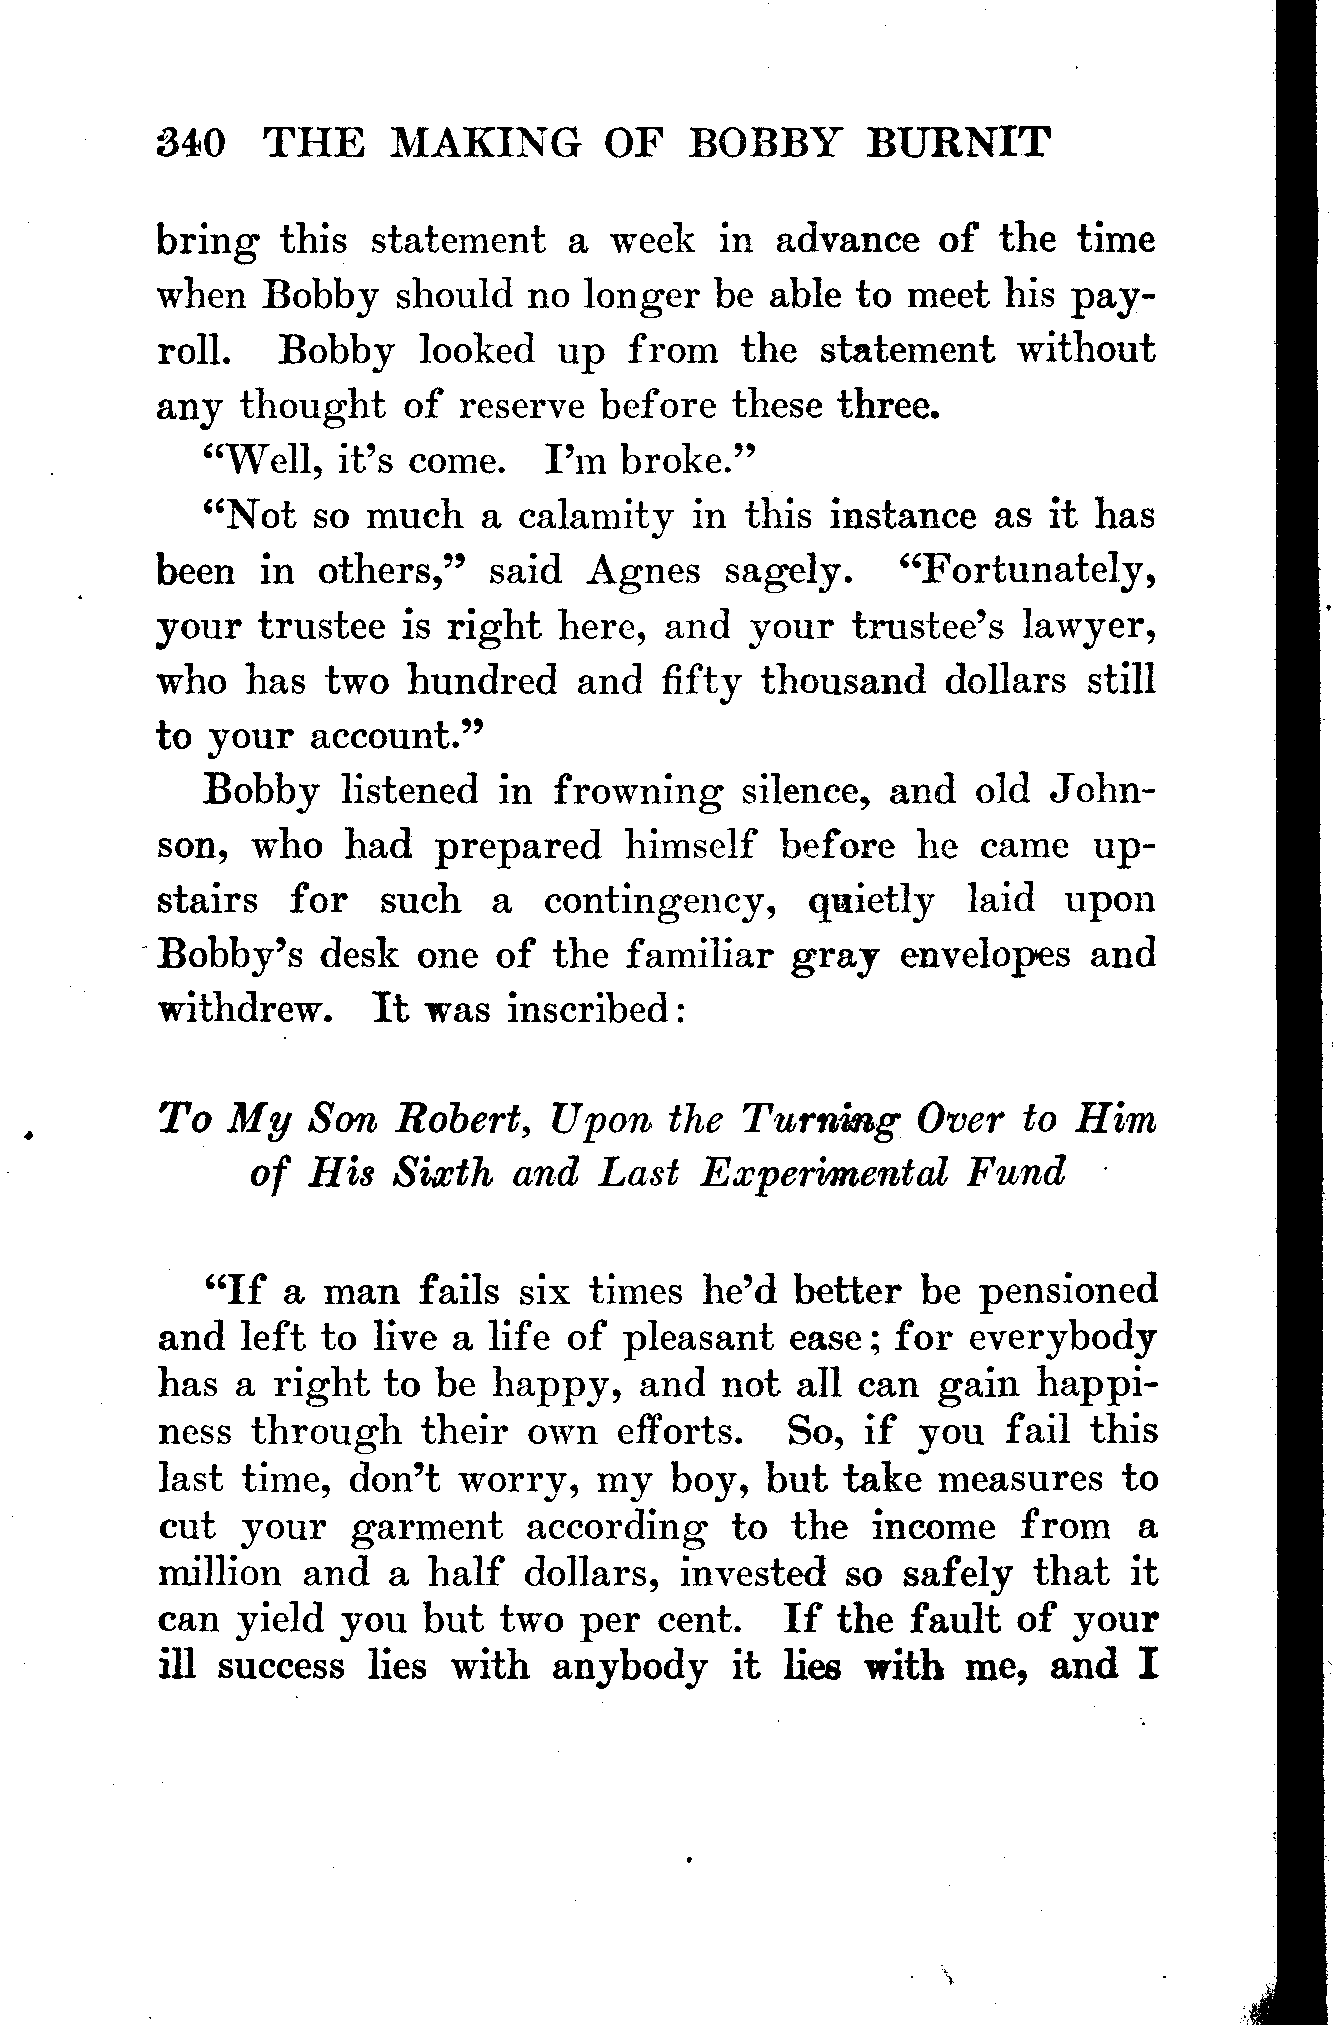 340 THE MAKING OF BOBBY BURNIT
bring this statement a week in advance of the time
when Bobby should no longer be able to meet his pay-
roll. Bobby looked up from the statement without
any thought of reserve before these three.
“Well, it’s come. I’m broke.”
“Not so much a calamity in this instance as it has
been in others,” said Agnes sagely. “Fortunately,
your trustee is right here, and your trustee’s lawyer,
who has two hundred and fifty thousand dollars still
to your account.”
Bobby listened in frowning silence, and old John-
son, who had prepared himself before he came up-
stairs for such a contingency, quietly laid upon
Bobby’s desk one of the familiar gray envelopes and
withdrew. It was inscribed:
To My Son Robert, Upon the Turning Over to Him
of His Sixth and Last Experimental Fund
“If a man fails six times he’d better be pensioned
and left to live a life of pleasant ease; for everybody
has a right to be happy, and not all can gain happi-
ness through their own efforts. So, if you fail this
last time, don’t worry, my boy, but take measures to
cut your garment according to the income from a
million and a half dollars, invested so safely that it
can yield you but two per cent. If the fault of your
ill success lies with anybody it lies with me, and I